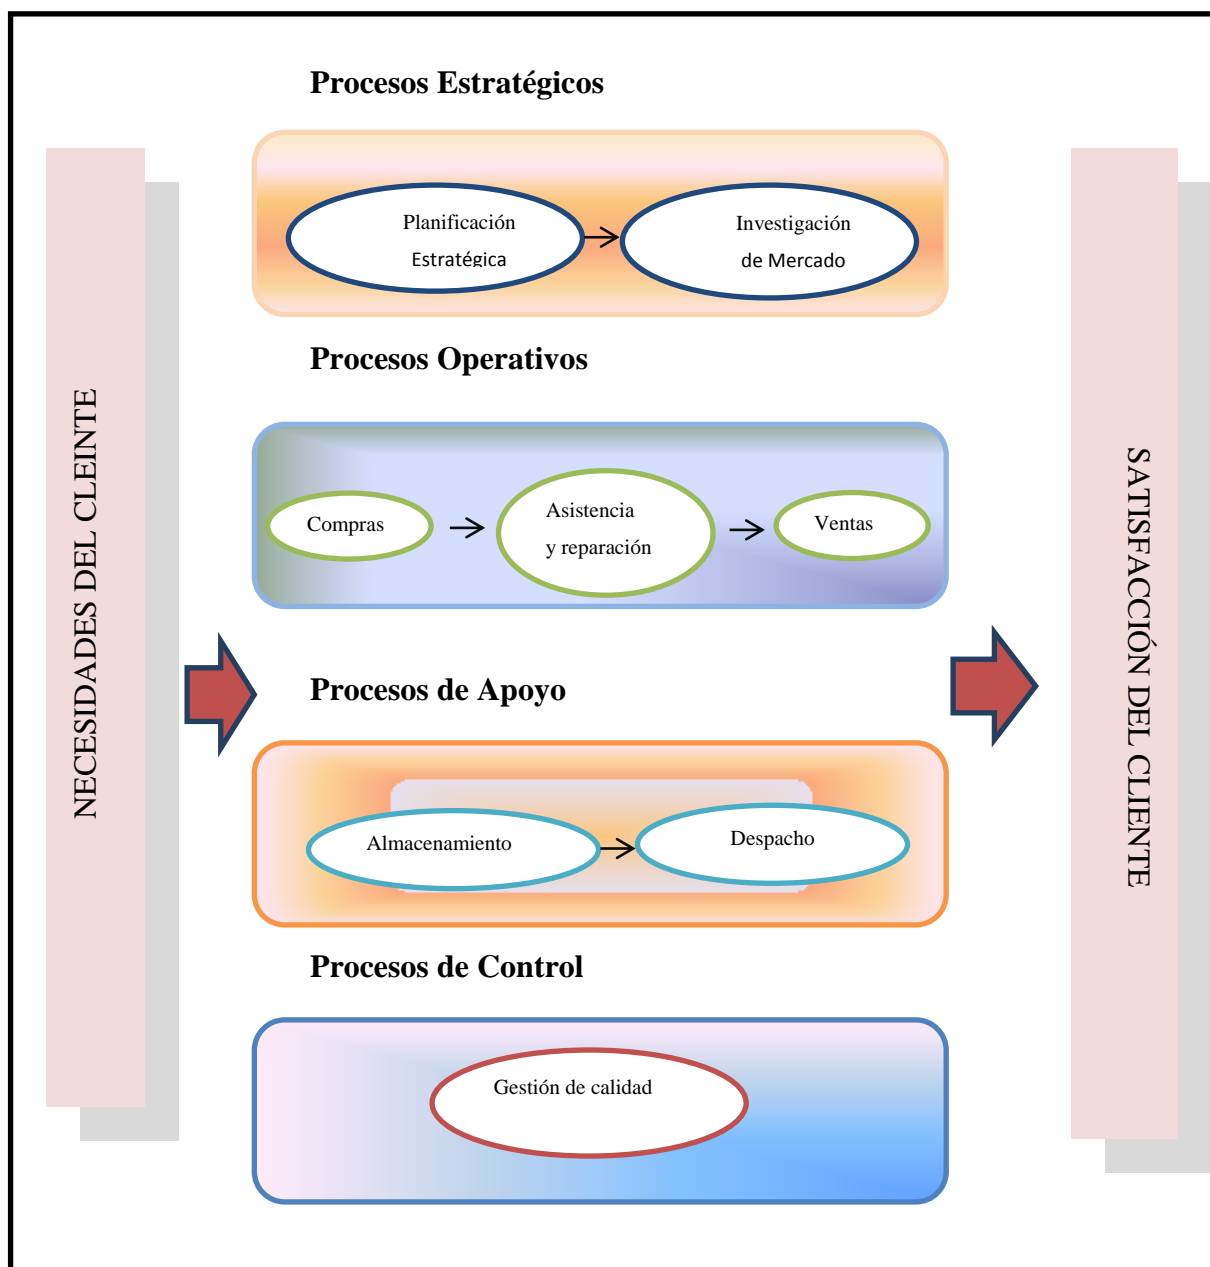 Procesos Estratégicos
Planificación
Estratégica
Investigación
de Mercado
Procesos Operativos
Compras
Asistencia
y reparación
Ventas
Procesos de Apoyo
Almacenamiento
Despacho
Procesos de Control
Gestión de calidad
NECESIDADES DEL CLEINTE
SATISFACCIÓN DEL CLIENTE